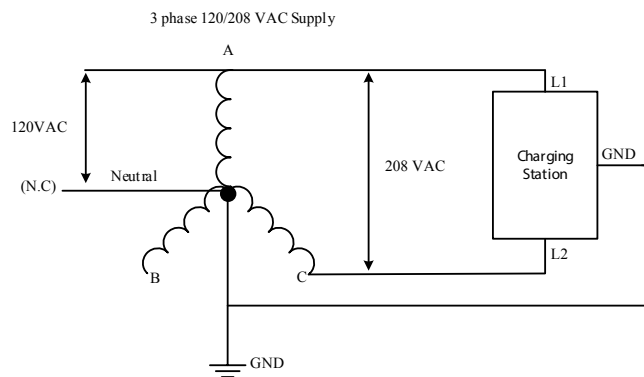 3 phase 120/208 VAC Supply
A
L1
120VAC
Charging
Station
GND
208 VAC
(N.C)
Neutral
L2
B
C
GND